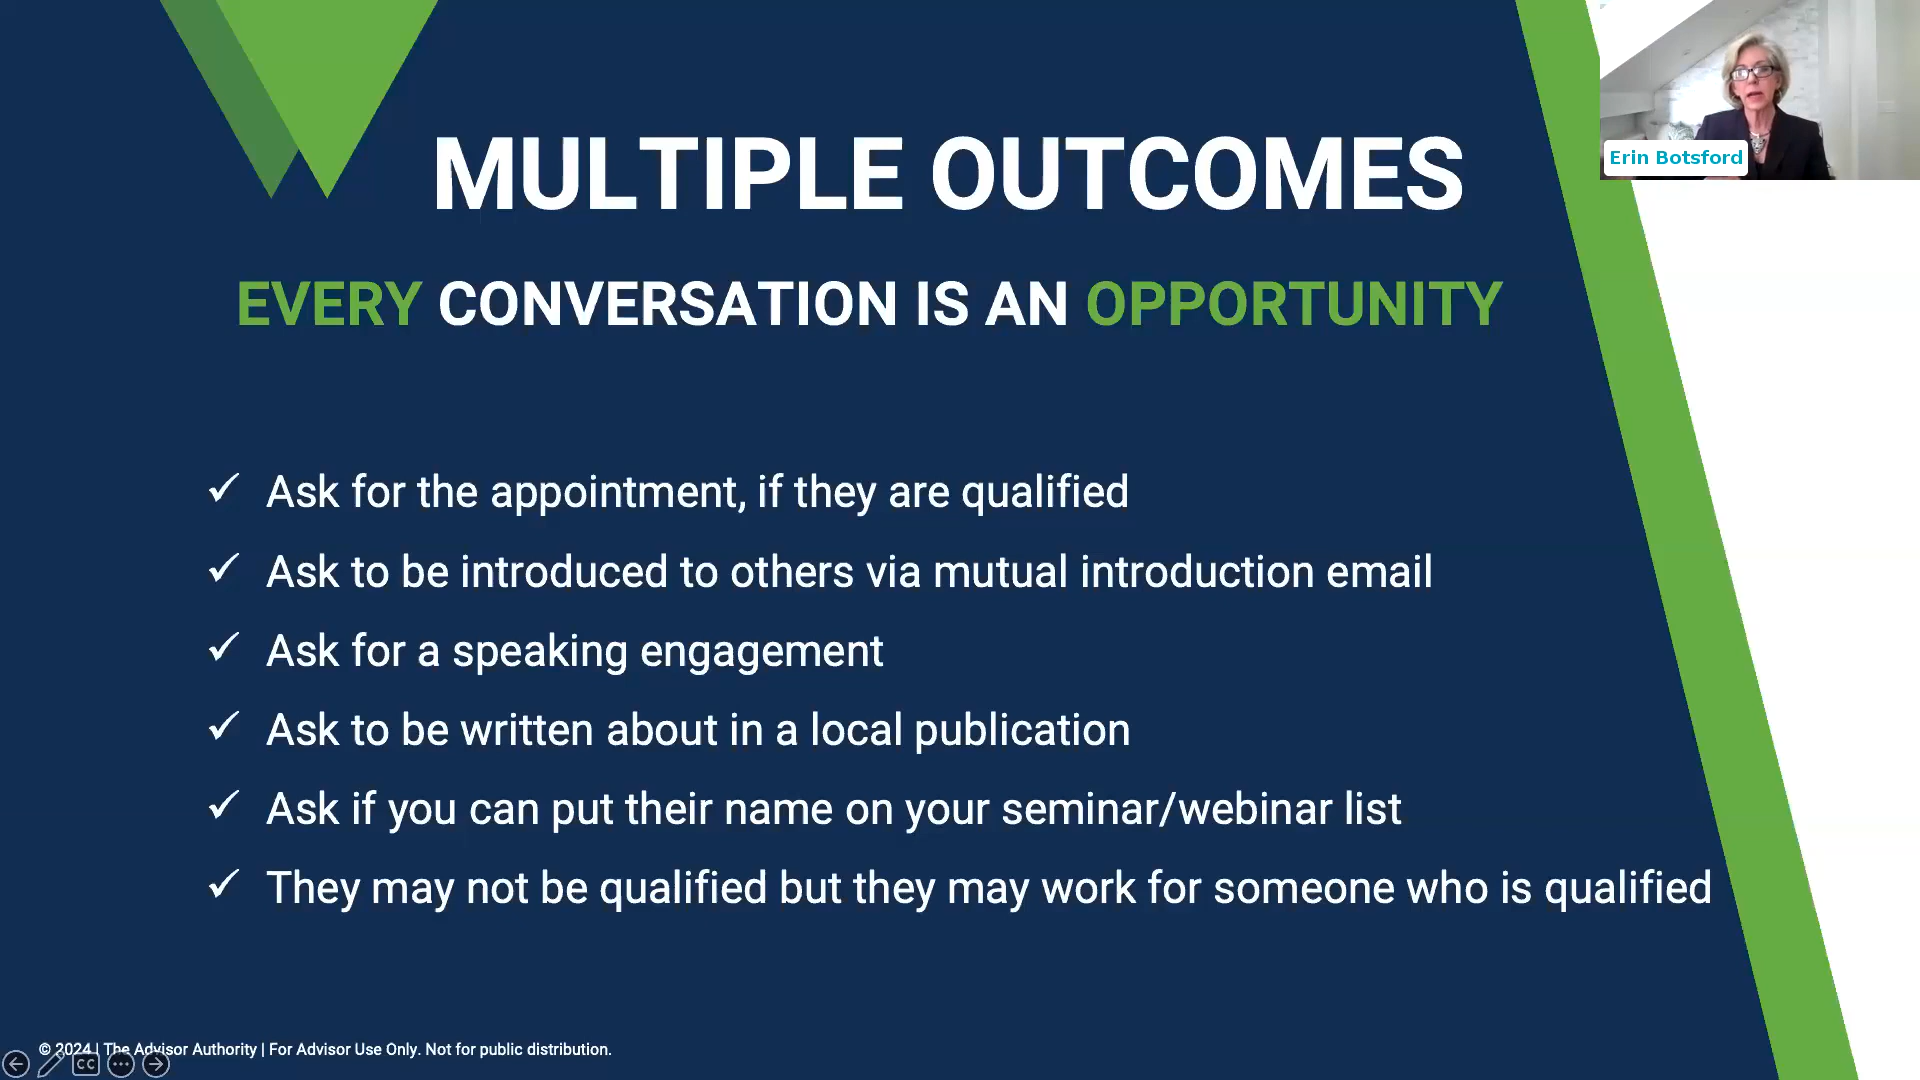 MULTIPLE OUTCOMES
Erin Botsford
EVERY CONVERSATION IS AN OPPORTUNITY
✓ Ask for the appointment, if they are qualified
✓ Ask to be introduced to others via mutual introduction email
✓ Ask for a speaking engagement
✓ Ask to be written about in a local publication
✓ Ask if you can put their name on your seminar/webinar list
✓ They may not be qualified but they may work for someone who is qualified
© 2024 | The Advisor Authority | For Advisor Use Only. Not for public distribution.
CC